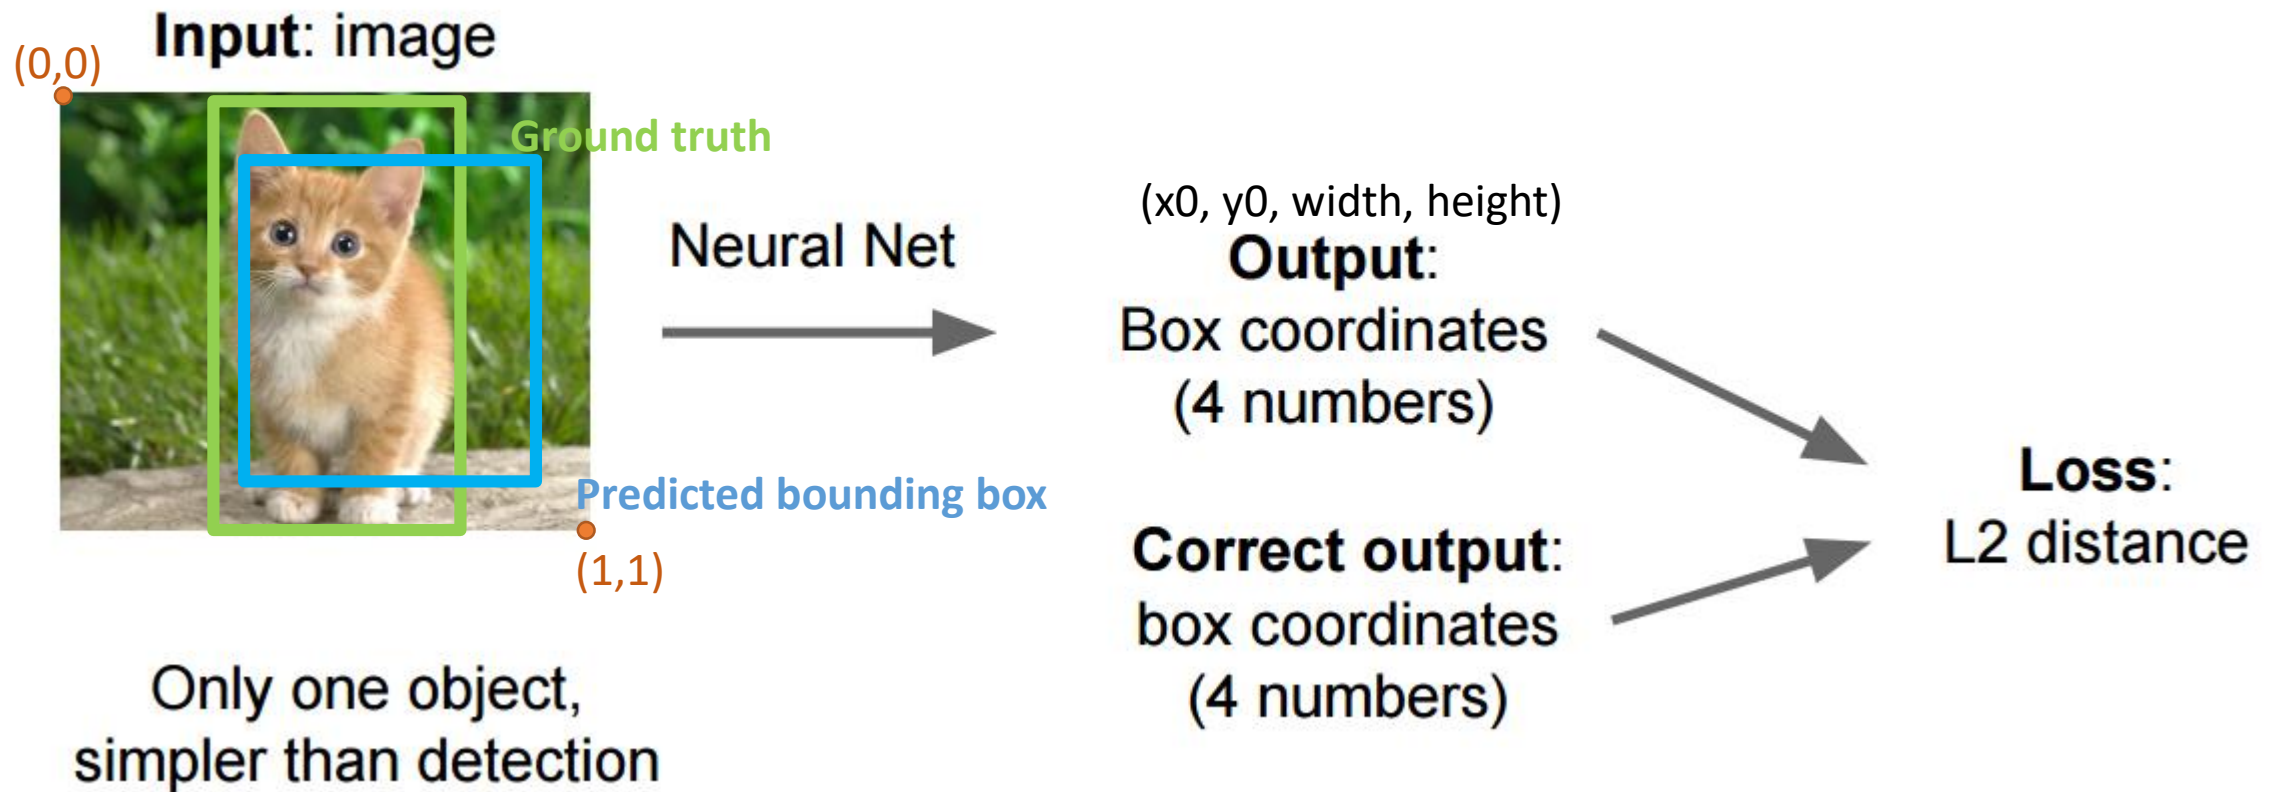 Input: image
(0,0)
Ground truth
Predicted bounding box
(1,1)
Only one object,
simpler than detection
Neural Net
(x0, y0, width, height)
Output:
Box coordinates
(4 numbers)
Correct output:
box coordinates
(4 numbers)
Loss:
L2 distance